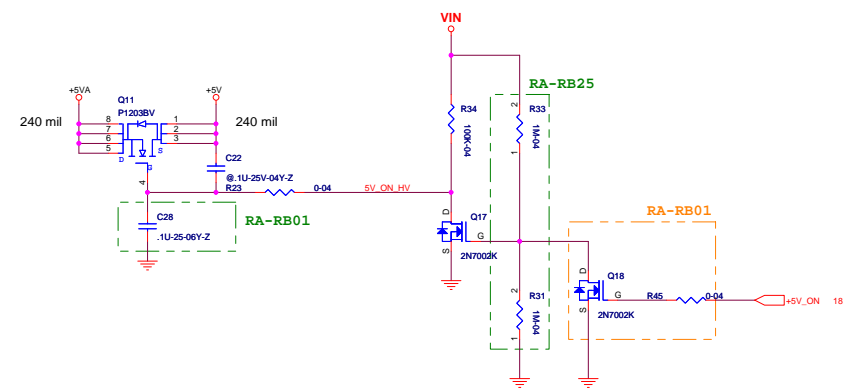 VIN
RA-RB25
+5VA
Q11
P1203BV
+5V
240 mil
240 mil
8
7
6
5
1
2
3
D
S
G
4
C22
@.1U-25V-04Y-Z
R23
0-04
5V_ON_HV
C28
.1U-25-06Y-Z
RA-RB01
R34
100K-04
2
R33
1M-04
1
D
Q17
G
S
2N7002K
2
R31
1M-04
1
RA-RB01
D
Q18
G
S
2N7002K
R45
0-04
+5V_ON
18